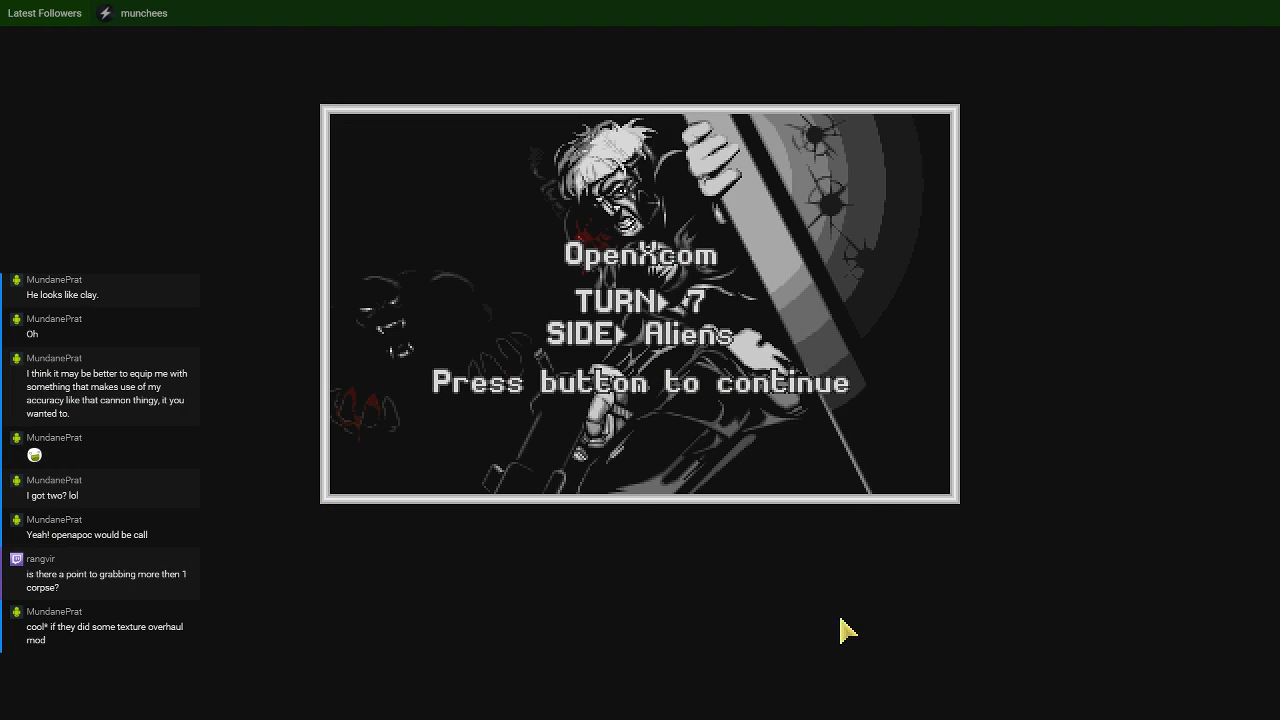 Latest Followers munchees
MundanePrat
He looks like clay.
MundanePrat
Oh
MundanePrat
I think it may be better to equip me with
something that makes use of my
accuracy like that cannon thingy, it you
wanted to.
MundanePrat
MundanePrat
I got two? lol
MundanePrat
Yeah! openapoc would be call
rangvir
is there a point to grabbing more then 1
corpse?
MundanePrat
cool* if they did some texture overhaul
mod
OpenXcom
TURN> 7
SIDE> Aliens
Press button to continue